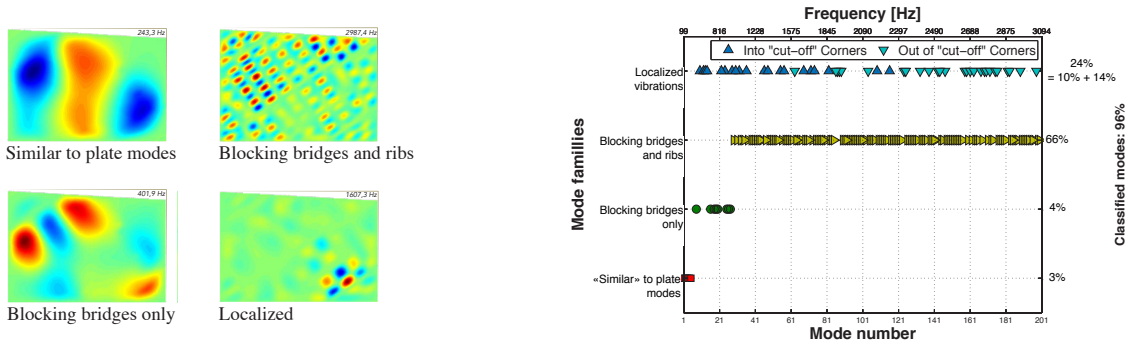 243,3 Hz
Similar to plate modes
2987,4 Hz
Blocking bridges and ribs
401,9 Hz
Blocking bridges only
1607,3 Hz
Localized
Frequency [Hz]
99 816 1228 1575 1845 2096 2297 2490 2688 2875 3094
Into "cut-off" Corners Out of "cut-off" Corners
Localized
vibrations
24%
= 10% + 14%
Blocking bridges
and ribs
66%
Blocking bridges
only
4%
«Similar» to plate
modes
3%
Mode famillies
Classified modes: 96%
1 21 41 61 81 101 121 141 161 181 201
Mode number